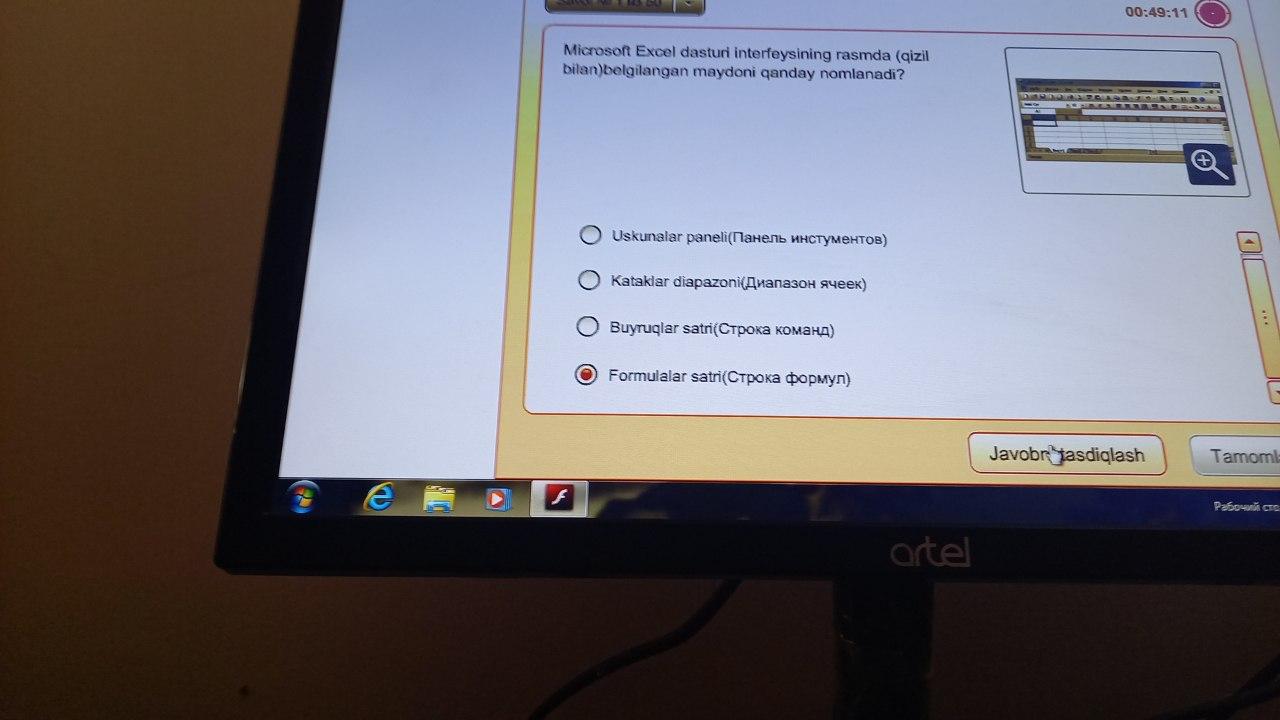 00:49:11
Microsoft Excel dasturi interfeysining rasmda (qizil
bilan)belgilangan maydoni qanday nomlanadi?
Uskunalar paneli(Панель инстументов)
Kataklar diapazoni(Диапазон ячеек)
Buyruqlar satri(Строка команд)
Formulalar satri(Строка формул)
tasdiqlash
Рабочий
artel